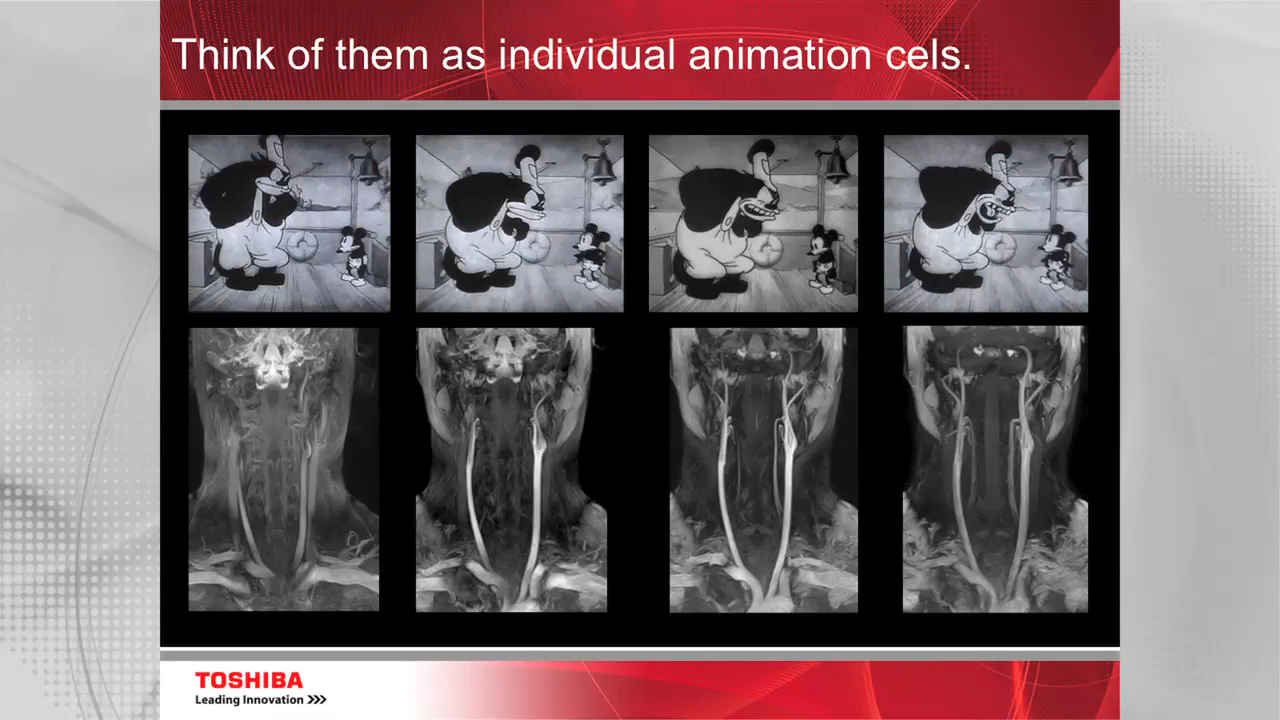 Think of them as individual animation cels.
TOSHIBA
Leading Innovation >>>